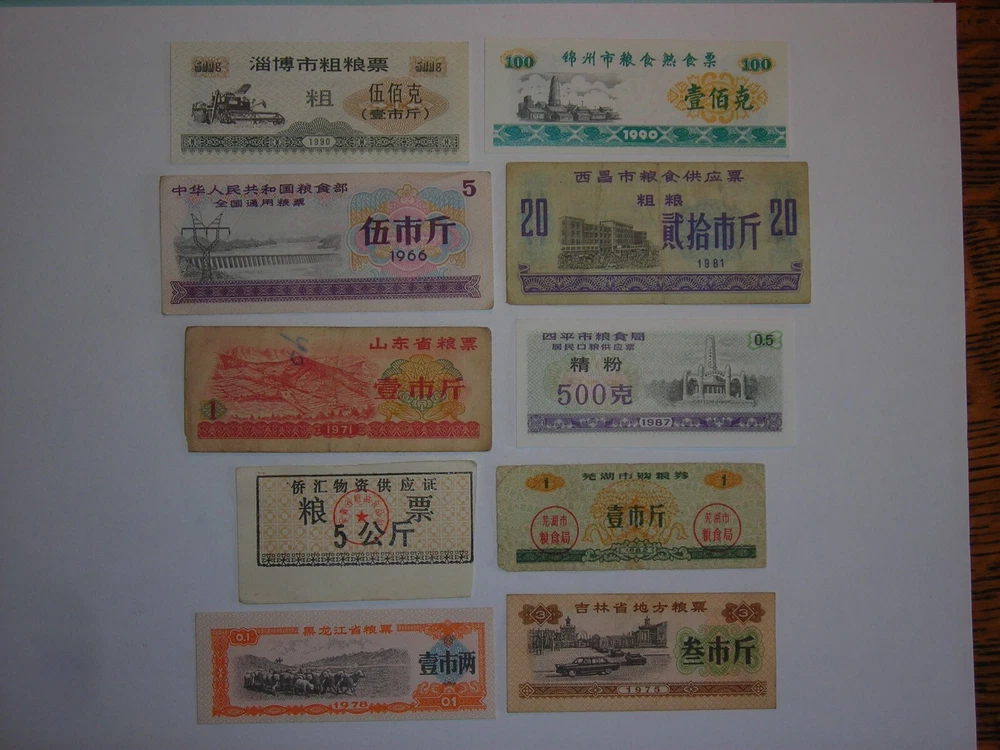 淄博市粗粮票
500g 500g
粗 伍佰克
(壹市斤)
1990
锦州市粮食熟食票
100 100
壹佰克
1990
中华人民共和国粮食部
全国通用粮票
5
伍市斤
1966
西昌市粮食供应票
粗粮
20 20
贰拾市斤
1981
山东省粮票
壹市斤
1
1971
四平市粮食局
居民口粮供应票
0.5
精粉
500克
1987
侨汇物资供应证
粮票
5公斤
芜湖市购粮券
1 1
壹市斤
芜湖市
粮食局
芜湖市
粮食局
黑龙江省粮票
0.1
壹市两
0.1
1978
吉林省地方粮票
3 3
叁市斤
1975